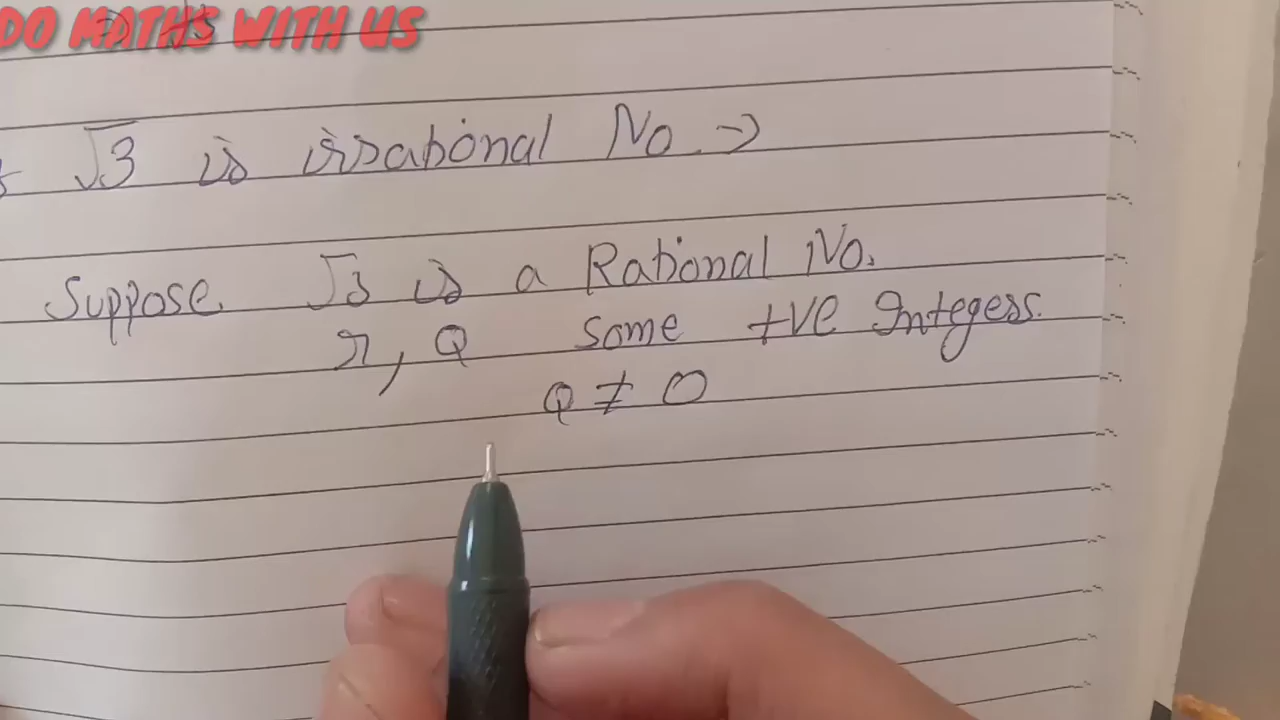 DO MATHS WITH US
√3 is irrational No. →
Suppose √3 is a Rational No.
r, Q some +ve Integers.
Q ≠ 0